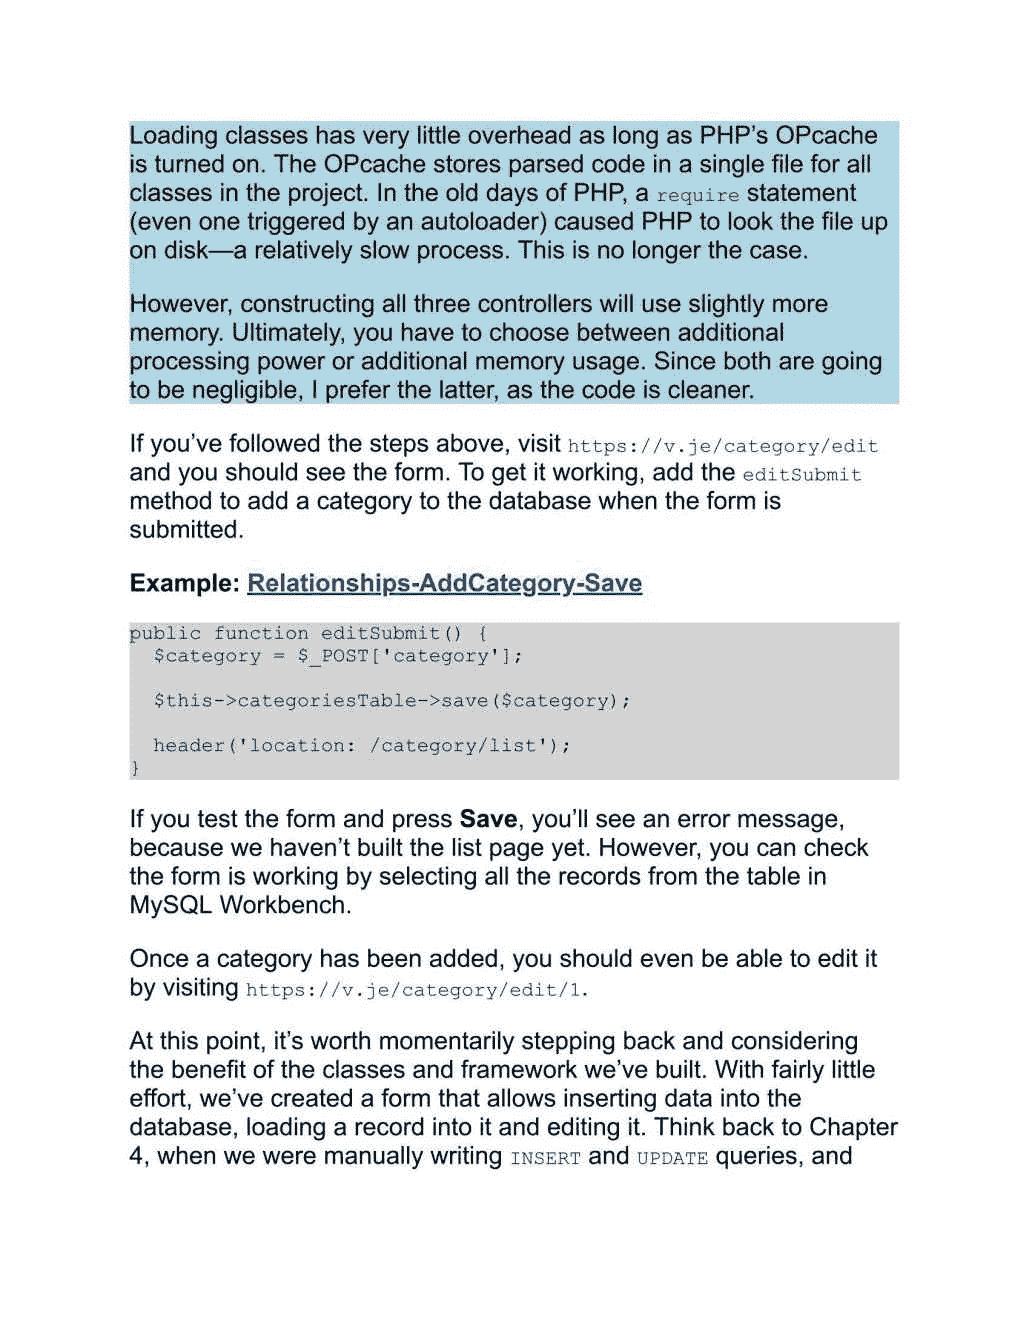 Loading classes has very little overhead as long as PHP’s OPcache
is turned on. The OPcache stores parsed code in a single file for all
classes in the project. In the old days of PHP, a require statement
(even one triggered by an autoloader) caused PHP to look the file up
on disk—a relatively slow process. This is no longer the case.
However, constructing all three controllers will use slightly more
memory. Ultimately, you have to choose between additional
processing power or additional memory usage. Since both are going
to be negligible, I prefer the latter, as the code is cleaner.
If you’ve followed the steps above, visit https://v.je/category/edit
and you should see the form. To get it working, add the editSubmit
method to add a category to the database when the form is
submitted.
Example: Relationships-AddCategory-Save
public function editSubmit() {
  $category = $_POST['category'];
  $this->categoriesTable->save($category);
  header('location: /category/list');
}
If you test the form and press Save, you’ll see an error message,
because we haven’t built the list page yet. However, you can check
the form is working by selecting all the records from the table in
MySQL Workbench.
Once a category has been added, you should even be able to edit it
by visiting https://v.je/category/edit/1.
At this point, it’s worth momentarily stepping back and considering
the benefit of the classes and framework we’ve built. With fairly little
effort, we’ve created a form that allows inserting data into the
database, loading a record into it and editing it. Think back to Chapter
4, when we were manually writing INSERT and UPDATE queries, and